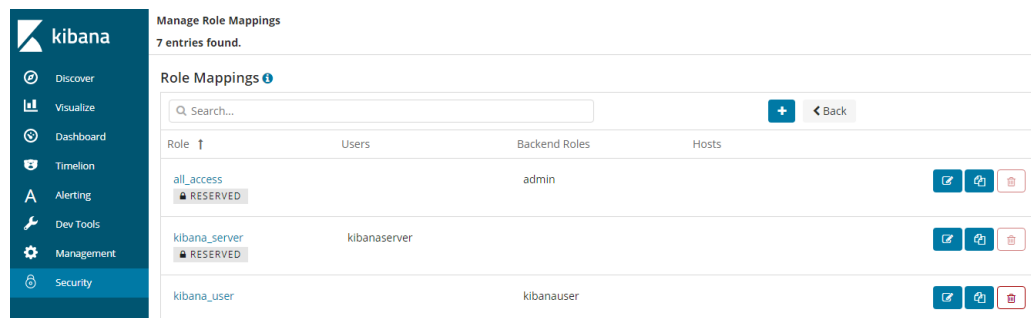 kibana
Discover
Visualize
Dashboard
Timelion
Alerting
Dev Tools
Management
Security
Manage Role Mappings
7 entries found.
Role Mappings
Search...
Back
Role Users Backend Roles Hosts
all_access admin
RESERVED
kibana_server kibanaserver
RESERVED
kibana_user kibanauser